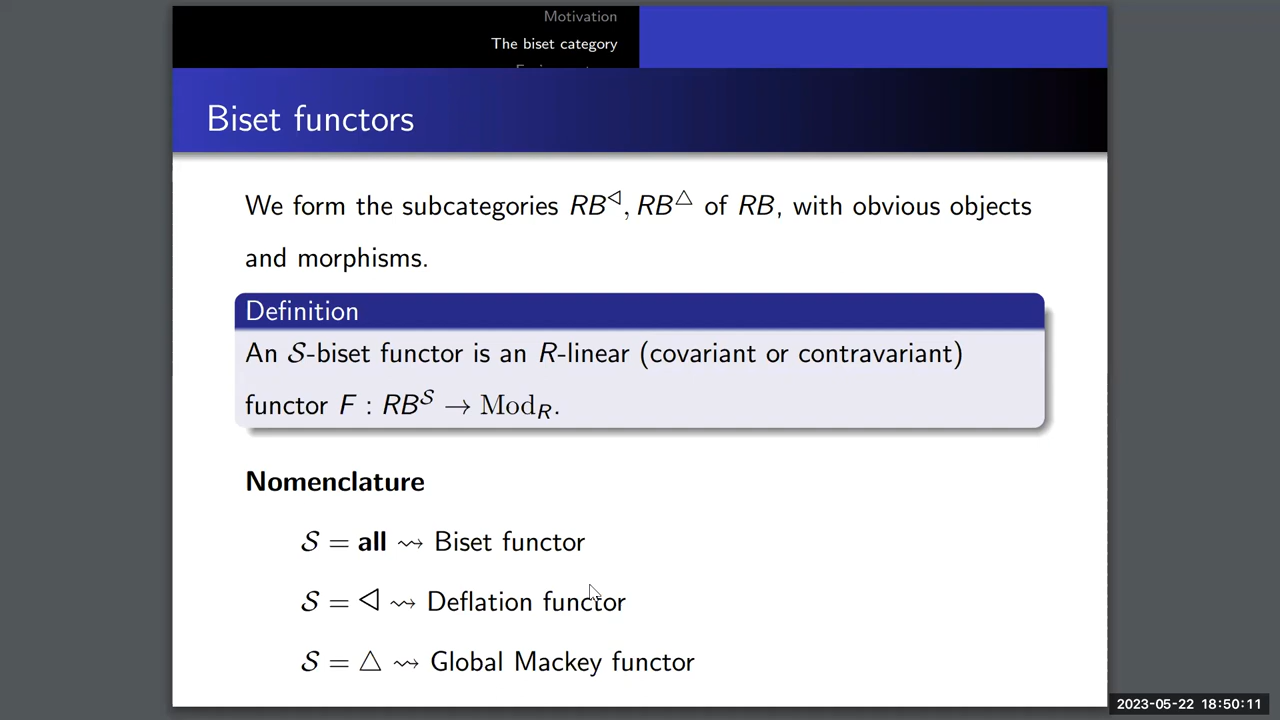 Motivation
The biset category
Biset functors
We form the subcategories RB^◁, RB^△ of RB, with obvious objects
and morphisms.
Definition
An 𝒮-biset functor is an R-linear (covariant or contravariant)
functor F : RB^𝒮 → Mod_R.
Nomenclature
𝒮 = all ⇝ Biset functor
𝒮 = ◁ ⇝ Deflation functor
𝒮 = △ ⇝ Global Mackey functor
2023-05-22 18:50:11